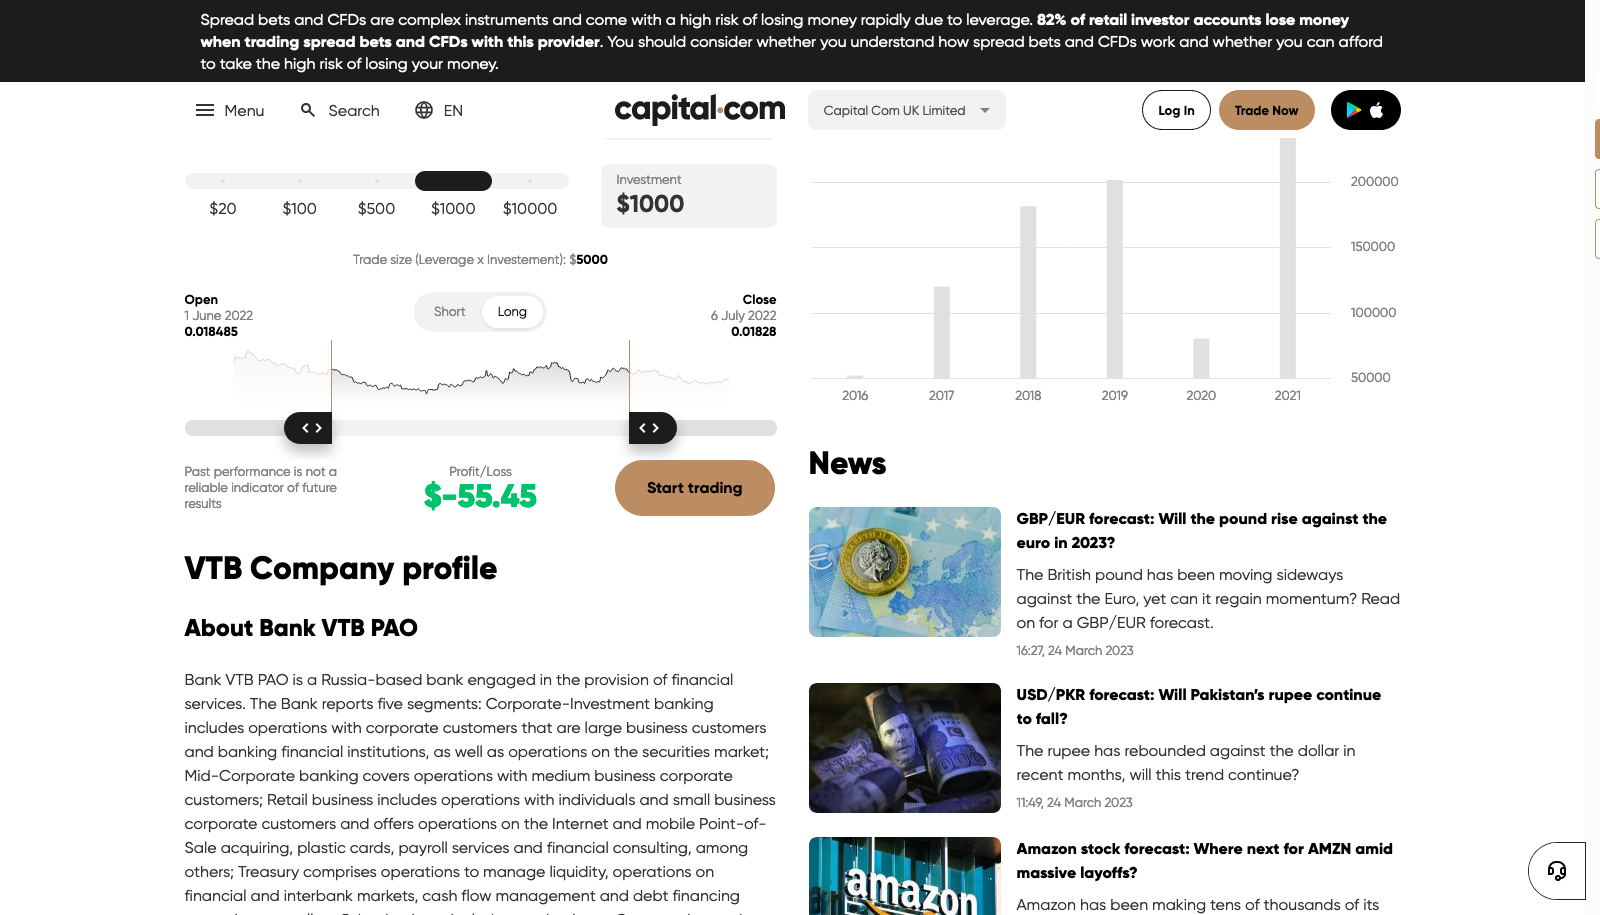 Spread bets and CFDs are complex instruments and come with a high risk of losing money rapidly due to leverage. 82% of retail investor accounts lose money
when trading spread bets and CFDs with this provider. You should consider whether you understand how spread bets and CFDs work and whether you can afford
to take the high risk of losing your money.
Menu
Search
EN
capital.com
Capital Com UK Limited
Log In
Trade Now
$20
$100
$500
$1000
$10000
Investment
$1000
Trade size (Leverage x Investement): $5000
Open
1 June 2022
0.018485
Short
Long
Close
6 July 2022
0.01828
Past performance is not a
reliable indicator of future
results
Profit/Loss
$-55.45
Start trading
VTB Company profile
About Bank VTB PAO
Bank VTB PAO is a Russia-based bank engaged in the provision of financial
services. The Bank reports five segments: Corporate-Investment banking
includes operations with corporate customers that are large business customers
and banking financial institutions, as well as operations on the securities market;
Mid-Corporate banking covers operations with medium business corporate
customers; Retail business includes operations with individuals and small business
corporate customers and offers operations on the Internet and mobile Point-of-
Sale acquiring, plastic cards, payroll services and financial consulting, among
others; Treasury comprises operations to manage liquidity, operations on
financial and interbank markets, cash flow management and debt financing
200000
150000
100000
50000
2016
2017
2018
2019
2020
2021
News
GBP/EUR forecast: Will the pound rise against the
euro in 2023?
The British pound has been moving sideways
against the Euro, yet can it regain momentum? Read
on for a GBP/EUR forecast.
16:27, 24 March 2023
USD/PKR forecast: Will Pakistan's rupee continue
to fall?
The rupee has rebounded against the dollar in
recent months, will this trend continue?
11:49, 24 March 2023
amazon
Amazon stock forecast: Where next for AMZN amid
massive layoffs?
Amazon has been making tens of thousands of its